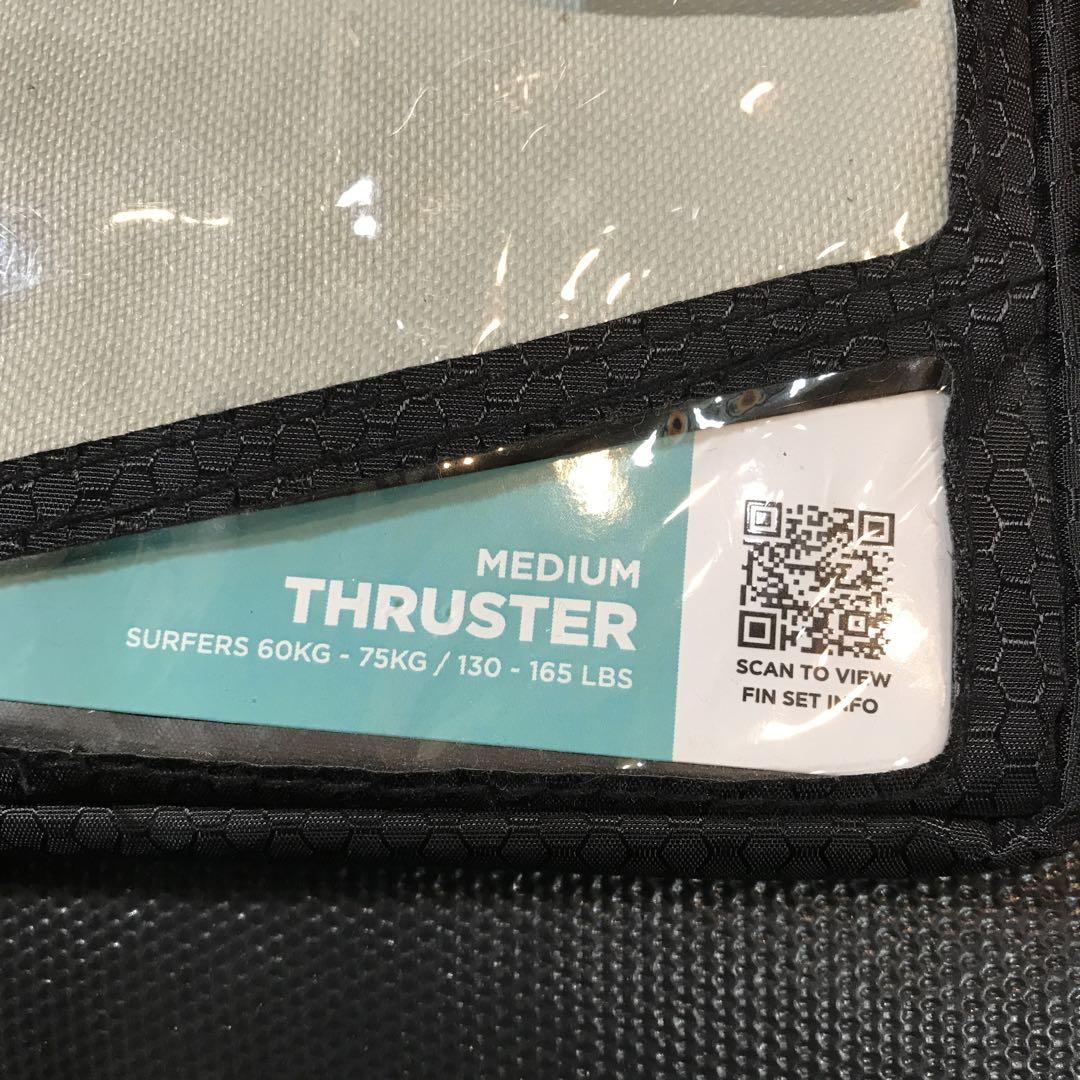 MEDIUM
THRUSTER
SURFERS 60KG - 75KG / 130 - 165 LBS
SCAN TO VIEW
FIN SET INFO